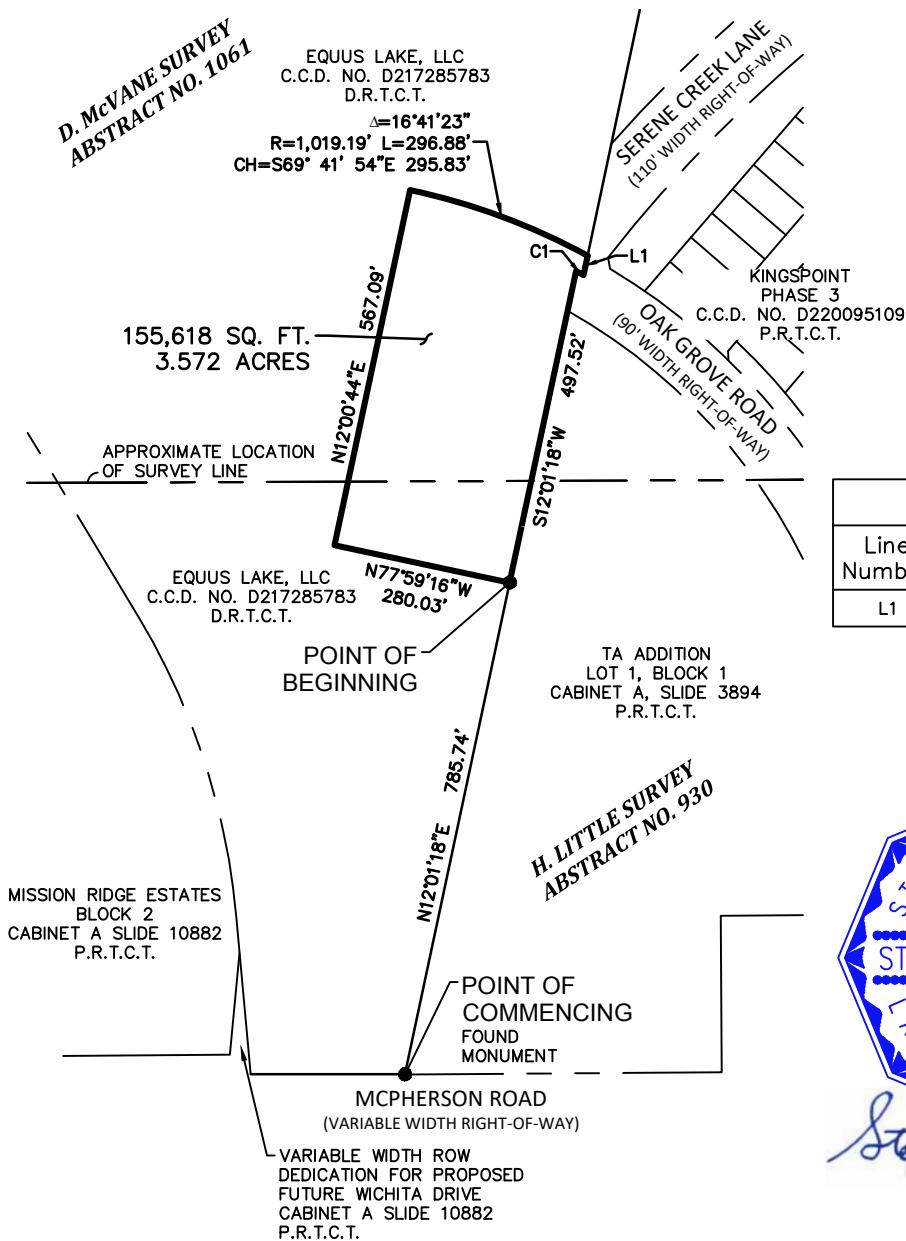 D. McVANE SURVEY
ABSTRACT NO. 1061
EQUUS LAKE, LLC
C.C.D. NO. D217285783
D.R.T.C.T.
Δ=16°41'23"
R=1,019.19' L=296.88'
CH=S69° 41' 54"E 295.83'
SERENE CREEK LANE
(110' WIDTH RIGHT-OF-WAY)
C1
L1
KINGSPOINT
PHASE 3
C.C.D. NO. D220095109
P.R.T.C.T.
OAK GROVE ROAD
(90' WIDTH RIGHT-OF-WAY)
155,618 SQ. FT.
3.572 ACRES
N12°00'44"E 567.09'
S12°01'18"W 497.52'
APPROXIMATE LOCATION
OF SURVEY LINE
Line
Numb
L1
N77°59'16"W
280.03'
EQUUS LAKE, LLC
C.C.D. NO. D217285783
D.R.T.C.T.
POINT OF
BEGINNING
TA ADDITION
LOT 1, BLOCK 1
CABINET A, SLIDE 3894
P.R.T.C.T.
N12°01'18"E 785.74'
H. LITTLE SURVEY
ABSTRACT NO. 930
MISSION RIDGE ESTATES
BLOCK 2
CABINET A SLIDE 10882
P.R.T.C.T.
POINT OF
COMMENCING
FOUND
MONUMENT
MCPHERSON ROAD
(VARIABLE WIDTH RIGHT-OF-WAY)
VARIABLE WIDTH ROW
DEDICATION FOR PROPOSED
FUTURE WICHITA DRIVE
CABINET A SLIDE 10882
P.R.T.C.T.